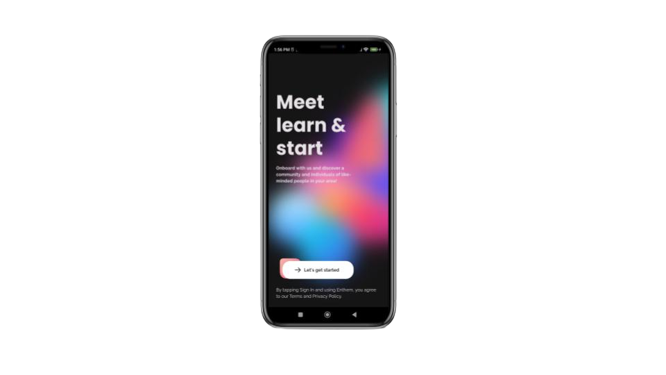 1:56 PM
Meet
learn &
start
Onboard with us and discover a
community and individuals of like-
minded people in your area!
Let's get started
By tapping Sign in and using Enthem, you agree
to our Terms and Privacy Policy.